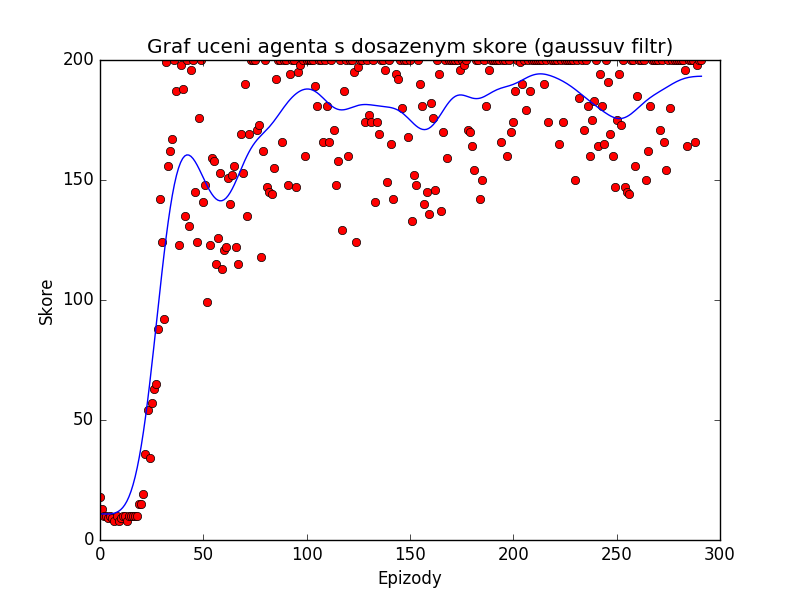 Graf uceni agenta s dosazenym skore (gaussuv filtr)
200
150
100
50
0
Skore
0 50 100 150 200 250 300
Epizody